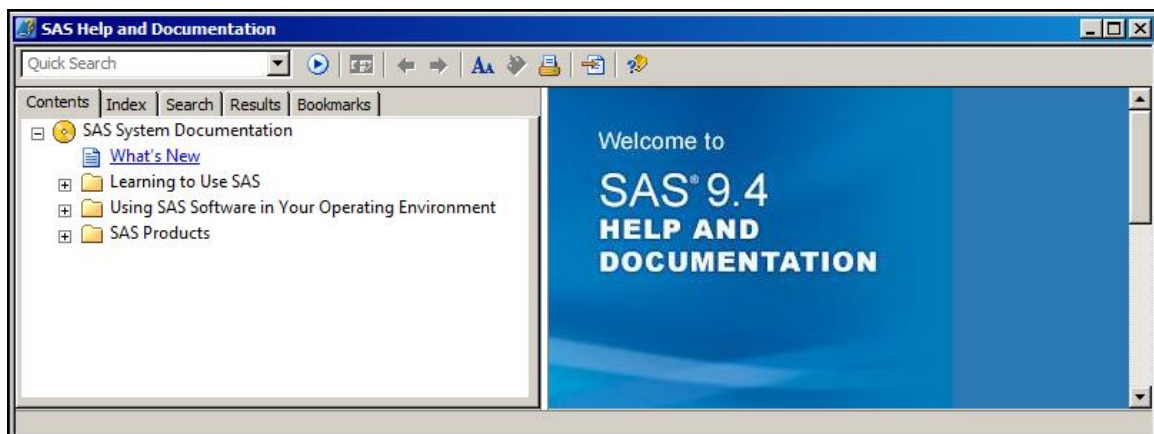 SAS Help and Documentation
Quick Search
Contents Index Search Results Bookmarks
SAS System Documentation
What's New
Learning to Use SAS
Using SAS Software in Your Operating Environment
SAS Products
Welcome to
SAS® 9.4
HELP AND
DOCUMENTATION